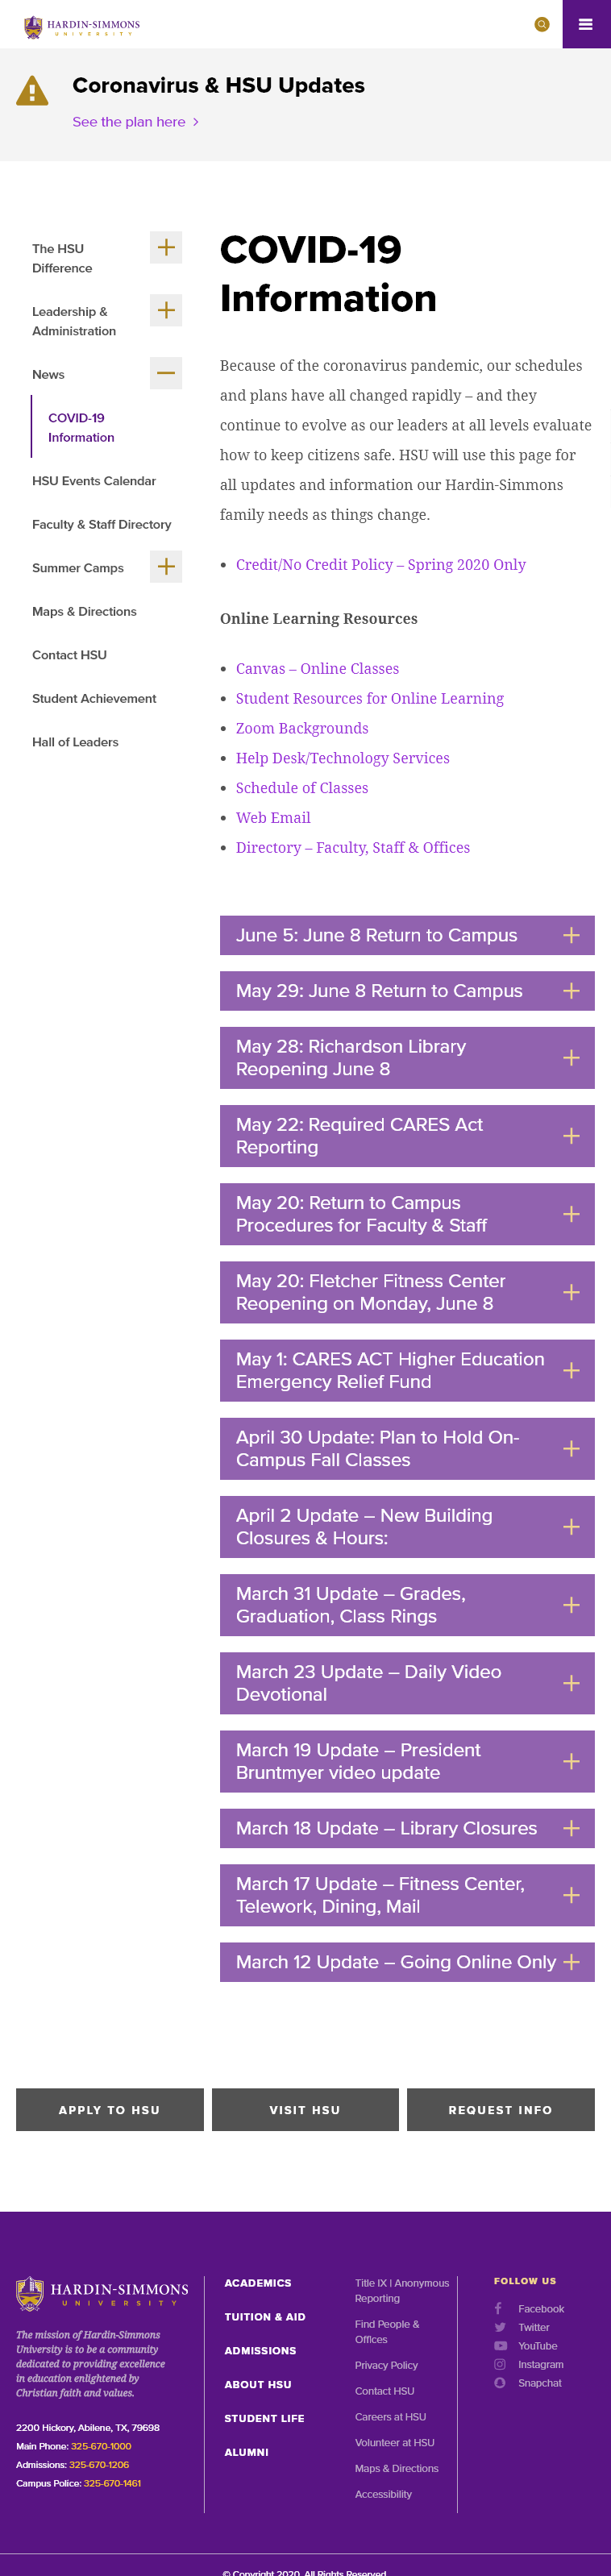 HARDIN-SIMMONS
UNIVERSITY
Coronavirus & HSU Updates
See the plan here
The HSU
Difference
Leadership &
Administration
News
COVID-19
Information
HSU Events Calendar
Faculty & Staff Directory
Summer Camps
Maps & Directions
Contact HSU
Student Achievement
Hall of Leaders
COVID-19
Information
Because of the coronavirus pandemic, our schedules
and plans have all changed rapidly – and they
continue to evolve as our leaders at all levels evaluate
how to keep citizens safe. HSU will use this page for
all updates and information our Hardin-Simmons
family needs as things change.
Credit/No Credit Policy – Spring 2020 Only
Online Learning Resources
Canvas – Online Classes
Student Resources for Online Learning
Zoom Backgrounds
Help Desk/Technology Services
Schedule of Classes
Web Email
Directory – Faculty, Staff & Offices
June 5: June 8 Return to Campus
May 29: June 8 Return to Campus
May 28: Richardson Library
Reopening June 8
May 22: Required CARES Act
Reporting
May 20: Return to Campus
Procedures for Faculty & Staff
May 20: Fletcher Fitness Center
Reopening on Monday, June 8
May 1: CARES ACT Higher Education
Emergency Relief Fund
April 30 Update: Plan to Hold On-
Campus Fall Classes
April 2 Update – New Building
Closures & Hours:
March 31 Update – Grades,
Graduation, Class Rings
March 23 Update – Daily Video
Devotional
March 19 Update – President
Bruntmyer video update
March 18 Update – Library Closures
March 17 Update – Fitness Center,
Telework, Dining, Mail
March 12 Update – Going Online Only
APPLY TO HSU
VISIT HSU
REQUEST INFO
HARDIN-SIMMONS
UNIVERSITY
The mission of Hardin-Simmons
University is to be a community
dedicated to providing excellence
in education enlightened by
Christian faith and values.
2200 Hickory, Abilene, TX, 79698
Main Phone: 325-670-1000
Admissions: 325-670-1206
Campus Police: 325-670-1461
ACADEMICS
TUITION & AID
ADMISSIONS
ABOUT HSU
STUDENT LIFE
ALUMNI
Title IX | Anonymous
Reporting
Find People &
Offices
Privacy Policy
Contact HSU
Careers at HSU
Volunteer at HSU
Maps & Directions
Accessibility
FOLLOW US
Facebook
Twitter
YouTube
Instagram
Snapchat
© Copyright 2020. All Rights Reserved.